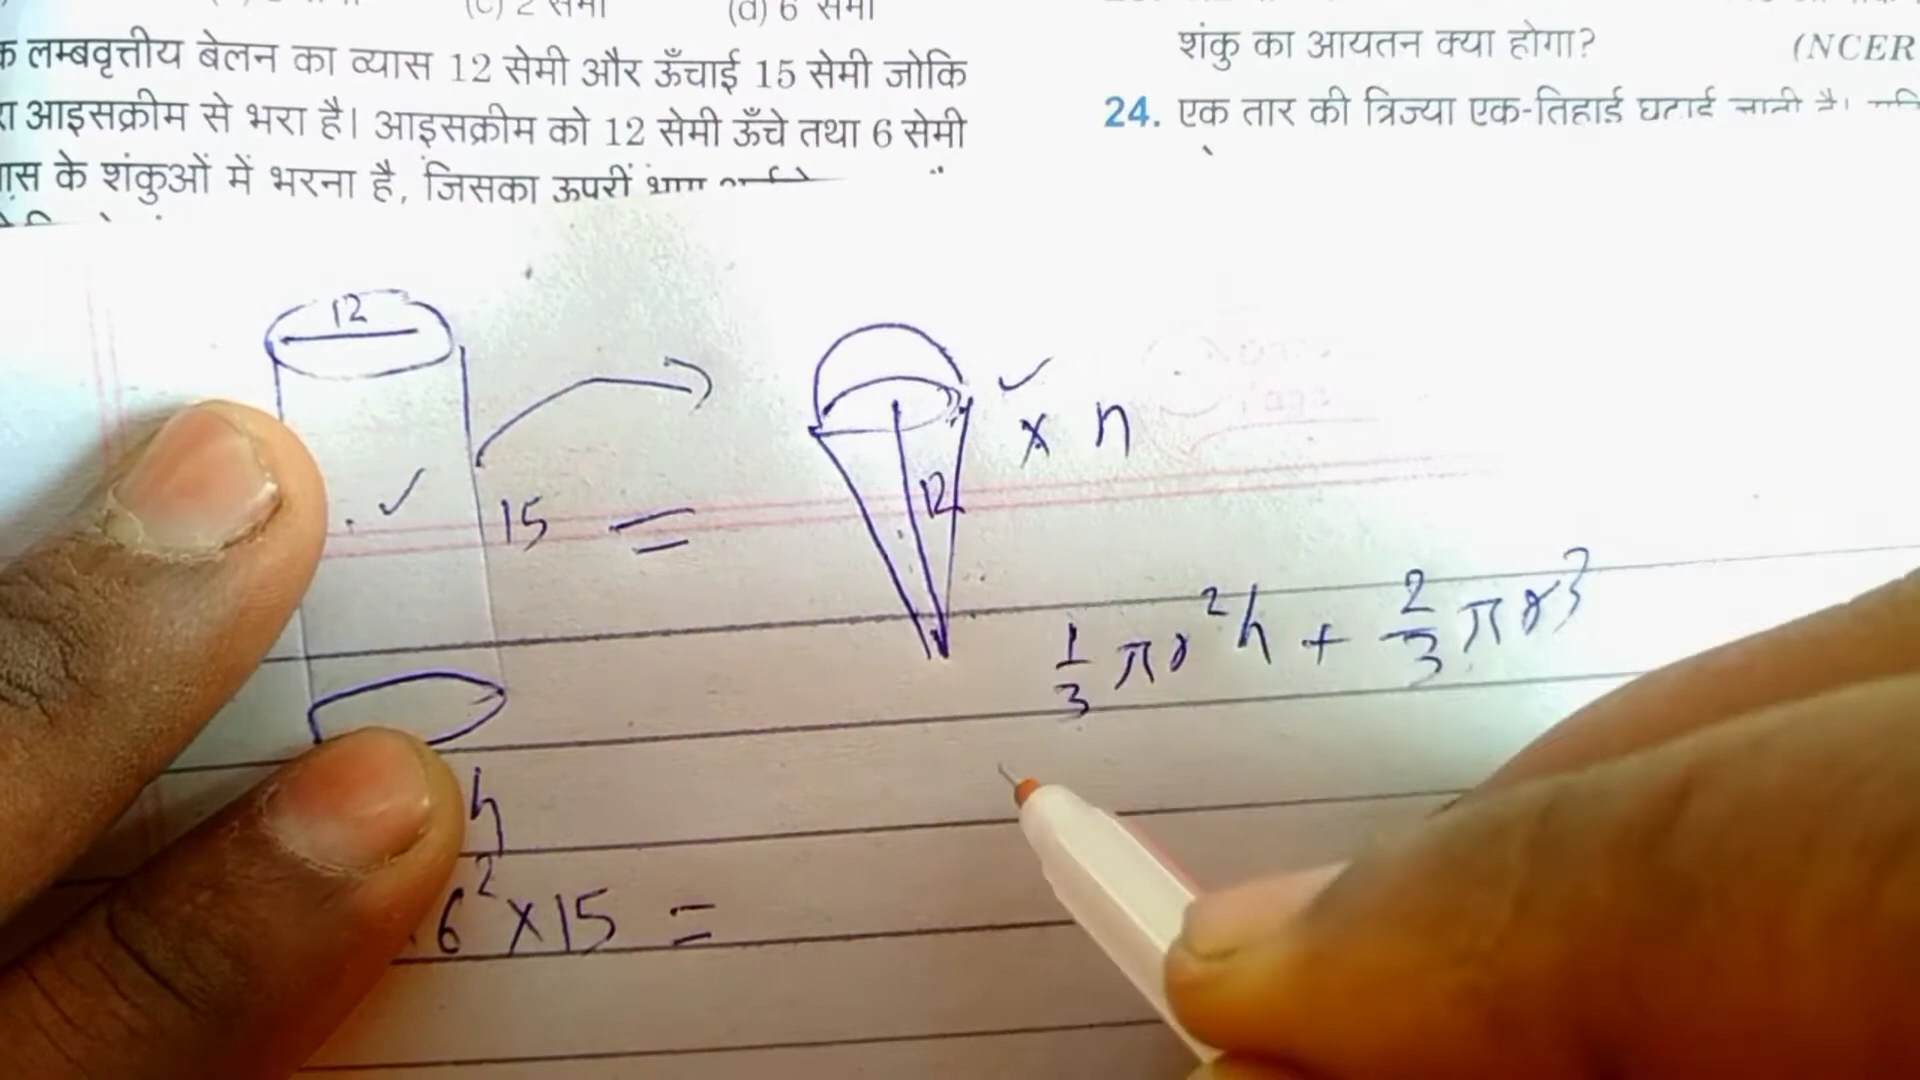 (c) 2 सेमी (d) 6 सेमी
लम्बवृत्तीय बेलन का व्यास 12 सेमी और ऊँचाई 15 सेमी जोकि
आइसक्रीम से भरा है। आइसक्रीम को 12 सेमी ऊँचे तथा 6 सेमी
के शंकुओं में भरना है, जिसका ऊपरी
शंकु का आयतन क्या होगा? (NCER
24. एक तार की त्रिज्या एक-तिहाई घटाई जाती है।
12
15 =
12
× n
1/3 πr²h + 2/3 πr³
h
6² × 15 =